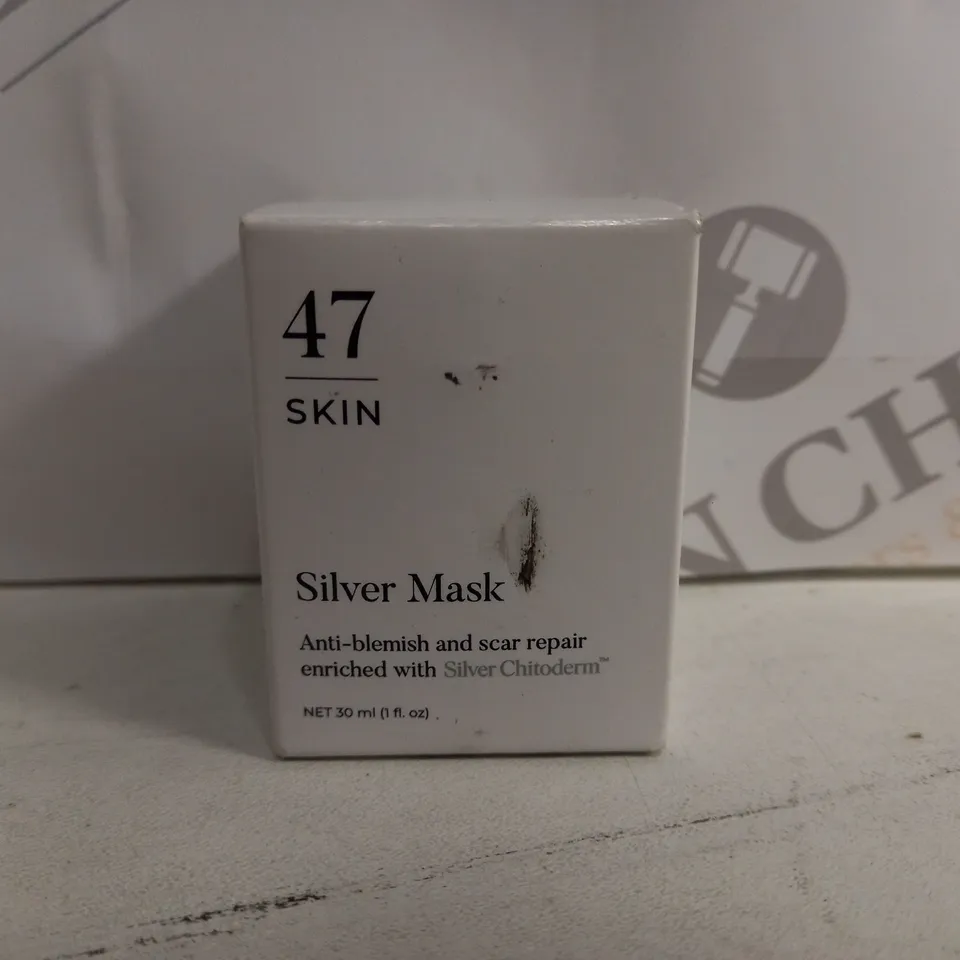 47
SKIN
Silver Mask
Anti-blemish and scar repair
enriched with Silver Chitoderm™
NET 30 ml (1 fl. oz)
N CH